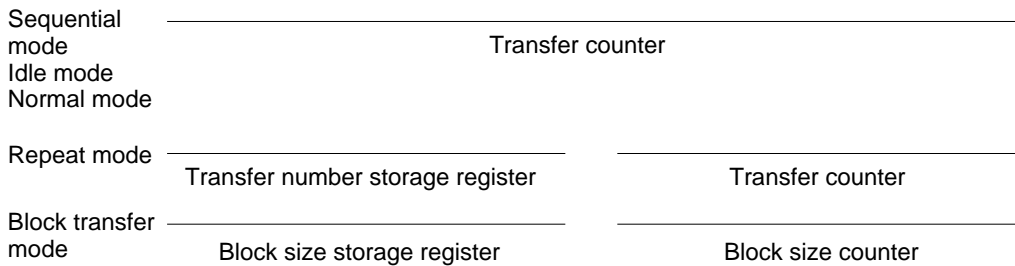 Sequential
mode
Idle mode
Normal mode
Transfer counter
Repeat mode
Transfer number storage register
Transfer counter
Block transfer
mode
Block size storage register
Block size counter